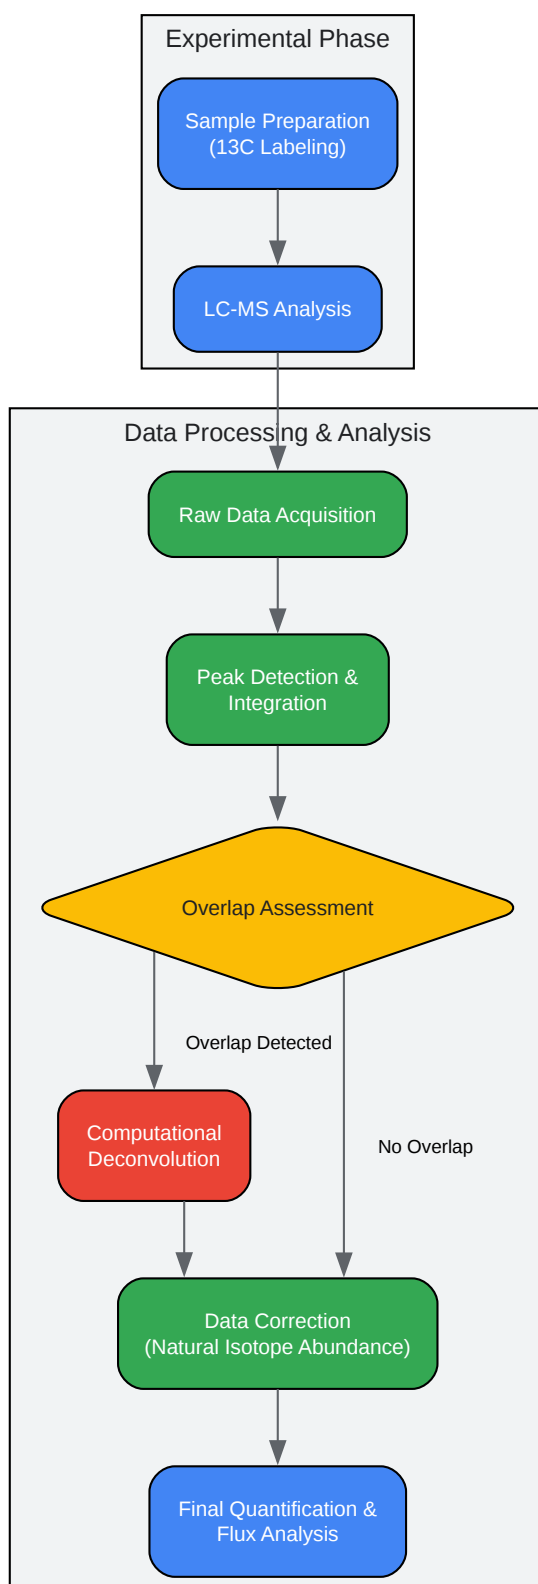 Experimental Phase
Sample Preparation
(13C Labeling)
LC-MS Analysis
Data Processing & Analysis
Raw Data Acquisition
Peak Detection &
Integration
Overlap Assessment
Overlap Detected
Computational
Deconvolution
No Overlap
Data Correction
(Natural Isotope Abundance)
Final Quantification &
Flux Analysis